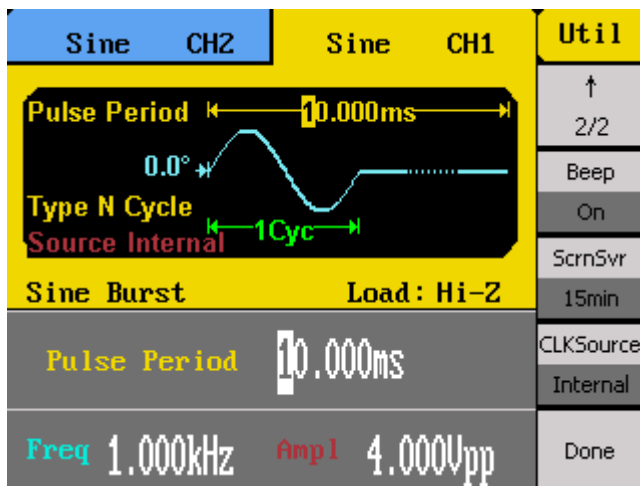 Sine CH2 Sine CH1 Util
↑
2/2
Pulse Period 10.000ms
0.0°
Type N Cycle
1Cyc
Source Internal
Sine Burst Load: Hi-Z
Pulse Period 10.000ms
Freq 1.000kHz Ampl 4.000Vpp
Beep
On
ScrnSvr
15min
CLKSource
Internal
Done